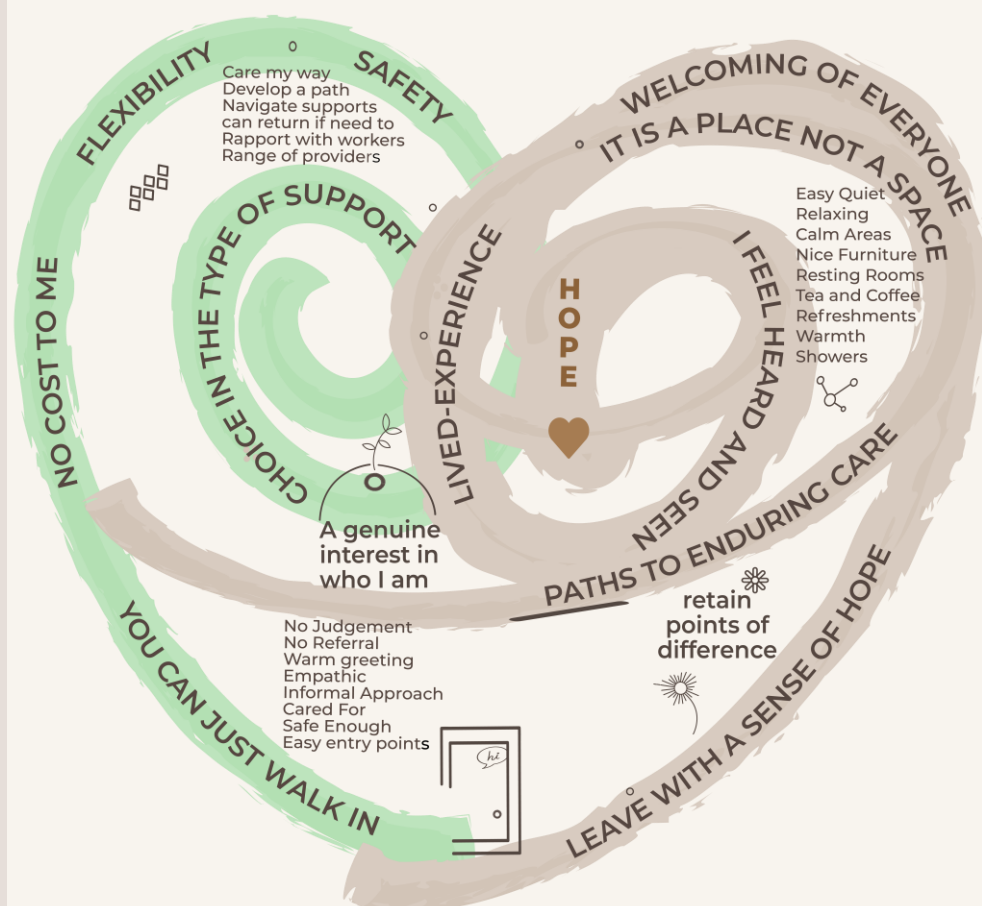 FLEXIBILITY
SAFETY
Care my way
Develop a path
Navigate supports
can return if need to
Rapport with workers
Range of providers
CHOICE IN THE TYPE OF SUPPORT
NO COST TO ME
YOU CAN JUST WALK IN
WELCOMING OF EVERYONE
IT IS A PLACE NOT A SPACE
Easy Quiet
Relaxing
Calm Areas
Nice Furniture
Resting Rooms
Tea and Coffee
Refreshments
Warmth
Showers
LIVED-EXPERIENCE
HOPE
I FEEL HEARD AND SEEN
PATHS TO ENDURING CARE
A genuine
interest in
who I am
No Judgement
No Referral
Warm greeting
Empathic
Informal Approach
Cared For
Safe Enough
Easy entry points
hi
retain
points of
difference
LEAVE WITH A SENSE OF HOPE